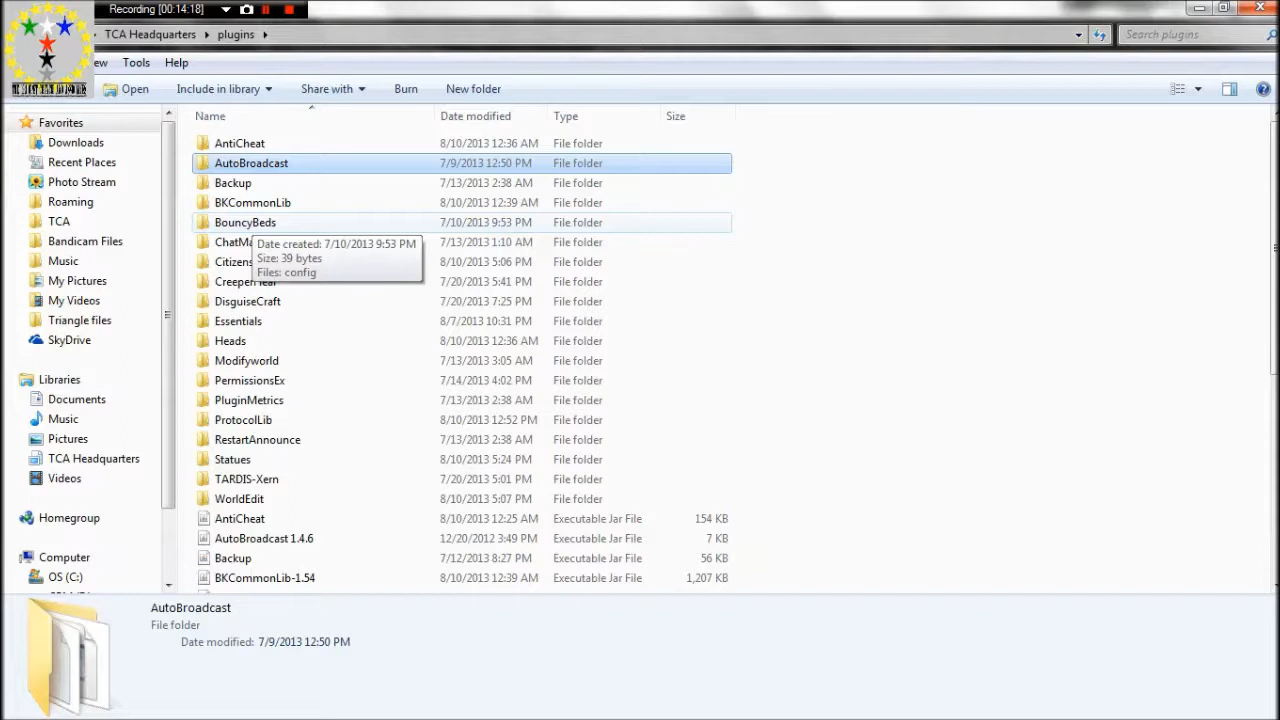 Recording [00:14:18]
TCA Headquarters plugins Search plugins
ew Tools Help
Open Include in library Share with Burn New folder
Name Date modified Type Size
Favorites
Downloads
Recent Places
Photo Stream
Roaming
TCA
Bandicam Files
Music
My Pictures
My Videos
Triangle files
SkyDrive
Libraries
Documents
Music
Pictures
TCA Headquarters
Videos
Homegroup
Computer
OS (C:)
AntiCheat 8/10/2013 12:36 AM File folder
AutoBroadcast 7/9/2013 12:50 PM File folder
Backup 7/13/2013 2:38 AM File folder
BKCommonLib 8/10/2013 12:39 AM File folder
BouncyBeds 7/10/2013 9:53 PM File folder
ChatMa 7/13/2013 1:10 AM File folder
Citizens 8/10/2013 5:06 PM File folder
7/20/2013 5:41 PM File folder
DisguiseCraft 7/20/2013 7:25 PM File folder
Essentials 8/7/2013 10:31 PM File folder
Heads 8/10/2013 12:36 AM File folder
Modifyworld 7/13/2013 3:05 AM File folder
PermissionsEx 7/14/2013 4:02 PM File folder
PluginMetrics 7/13/2013 2:38 AM File folder
ProtocolLib 8/10/2013 12:52 PM File folder
RestartAnnounce 7/13/2013 2:38 AM File folder
Statues 8/10/2013 5:24 PM File folder
TARDIS-Xern 7/20/2013 5:01 PM File folder
WorldEdit 8/10/2013 5:07 PM File folder
AntiCheat 8/10/2013 12:25 AM Executable Jar File 154 KB
AutoBroadcast 1.4.6 12/20/2012 3:49 PM Executable Jar File 7 KB
Backup 7/12/2013 8:27 PM Executable Jar File 56 KB
BKCommonLib-1.54 8/10/2013 12:39 AM Executable Jar File 1,207 KB
Date created: 7/10/2013 9:53 PM
Size: 39 bytes
Files: config
AutoBroadcast
File folder
Date modified: 7/9/2013 12:50 PM